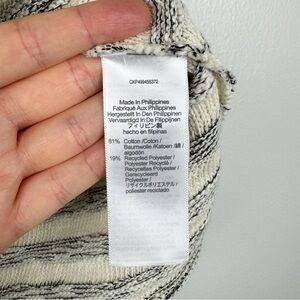 CKP499455372
Made In Philippines
Fabriqué Aux Philippines
Hergestellt In Den Philippinen
Vervaardigd In De Filippijnen
フィリピン製
hecho en filipinas
81% Cotton /Coton /
Baumwolle /Katoen /綿 /
algodón
19% Recycled Polyester /
Polyester Recyclé /
Recyceltes Polyester /
Gerecycleerd
Polyester /
リサイクルポリエステル /
poliester reciclado